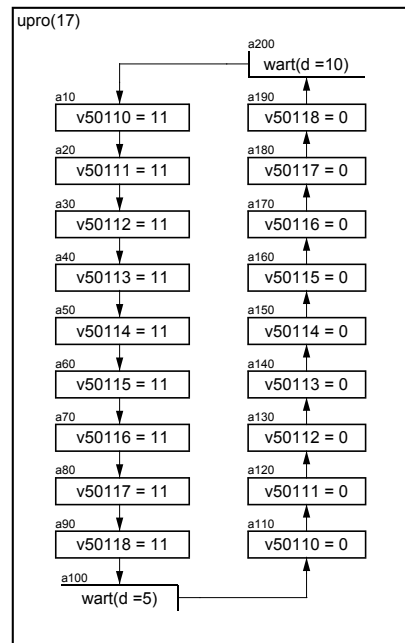 upro(17)
a200
wart(d =10)
a10
v50110 = 11
a20
v50111 = 11
a30
v50112 = 11
a40
v50113 = 11
a50
v50114 = 11
a60
v50115 = 11
a70
v50116 = 11
a80
v50117 = 11
a90
v50118 = 11
a100
wart(d =5)
a190
v50118 = 0
a180
v50117 = 0
a170
v50116 = 0
a160
v50115 = 0
a150
v50114 = 0
a140
v50113 = 0
a130
v50112 = 0
a120
v50111 = 0
a110
v50110 = 0